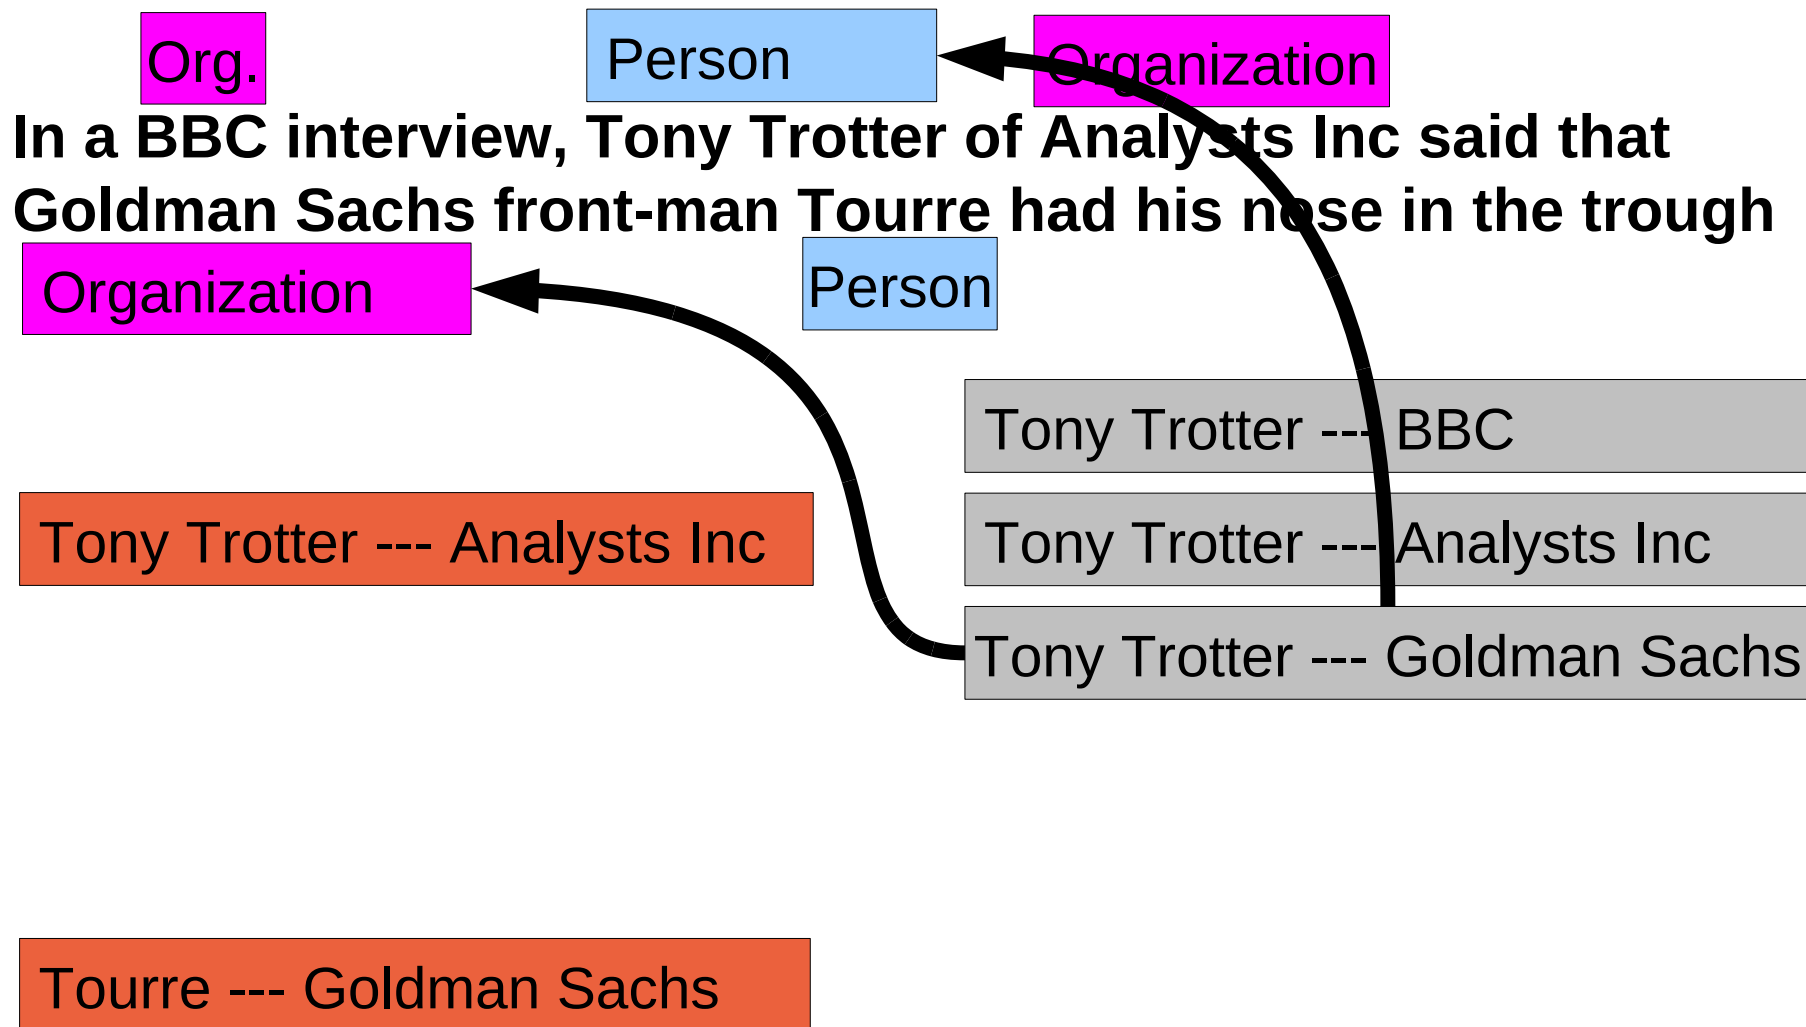 Org.
Person
Organization
In a BBC interview, Tony Trotter of Analysts Inc said that
Goldman Sachs front-man Tourre had his nose in the trough
Organization
Person
Tony Trotter --- BBC
Tony Trotter --- Analysts Inc
Tony Trotter --- Analysts Inc
Tony Trotter --- Goldman Sachs
Tourre --- Goldman Sachs